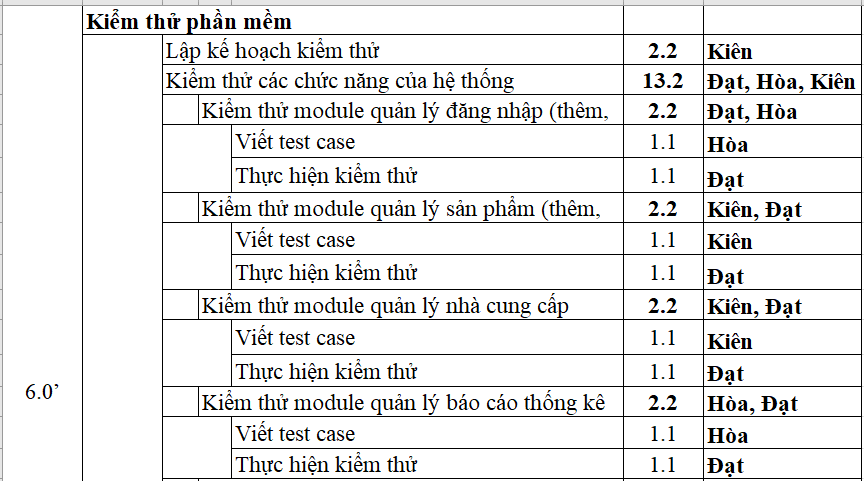 Kiểm thử phần mềm
Lập kế hoạch kiểm thử 2.2 Kiên
Kiểm thử các chức năng của hệ thống 13.2 Đạt, Hòa, Kiên
Kiểm thử module quản lý đăng nhập (thêm, 2.2 Đạt, Hòa
Viết test case 1.1 Hòa
Thực hiện kiểm thử 1.1 Đạt
Kiểm thử module quản lý sản phẩm (thêm, 2.2 Kiên, Đạt
Viết test case 1.1 Kiên
Thực hiện kiểm thử 1.1 Đạt
Kiểm thử module quản lý nhà cung cấp 2.2 Kiên, Đạt
Viết test case 1.1 Kiên
Thực hiện kiểm thử 1.1 Đạt
6.0’
Kiểm thử module quản lý báo cáo thống kê 2.2 Hòa, Đạt
Viết test case 1.1 Hòa
Thực hiện kiểm thử 1.1 Đạt